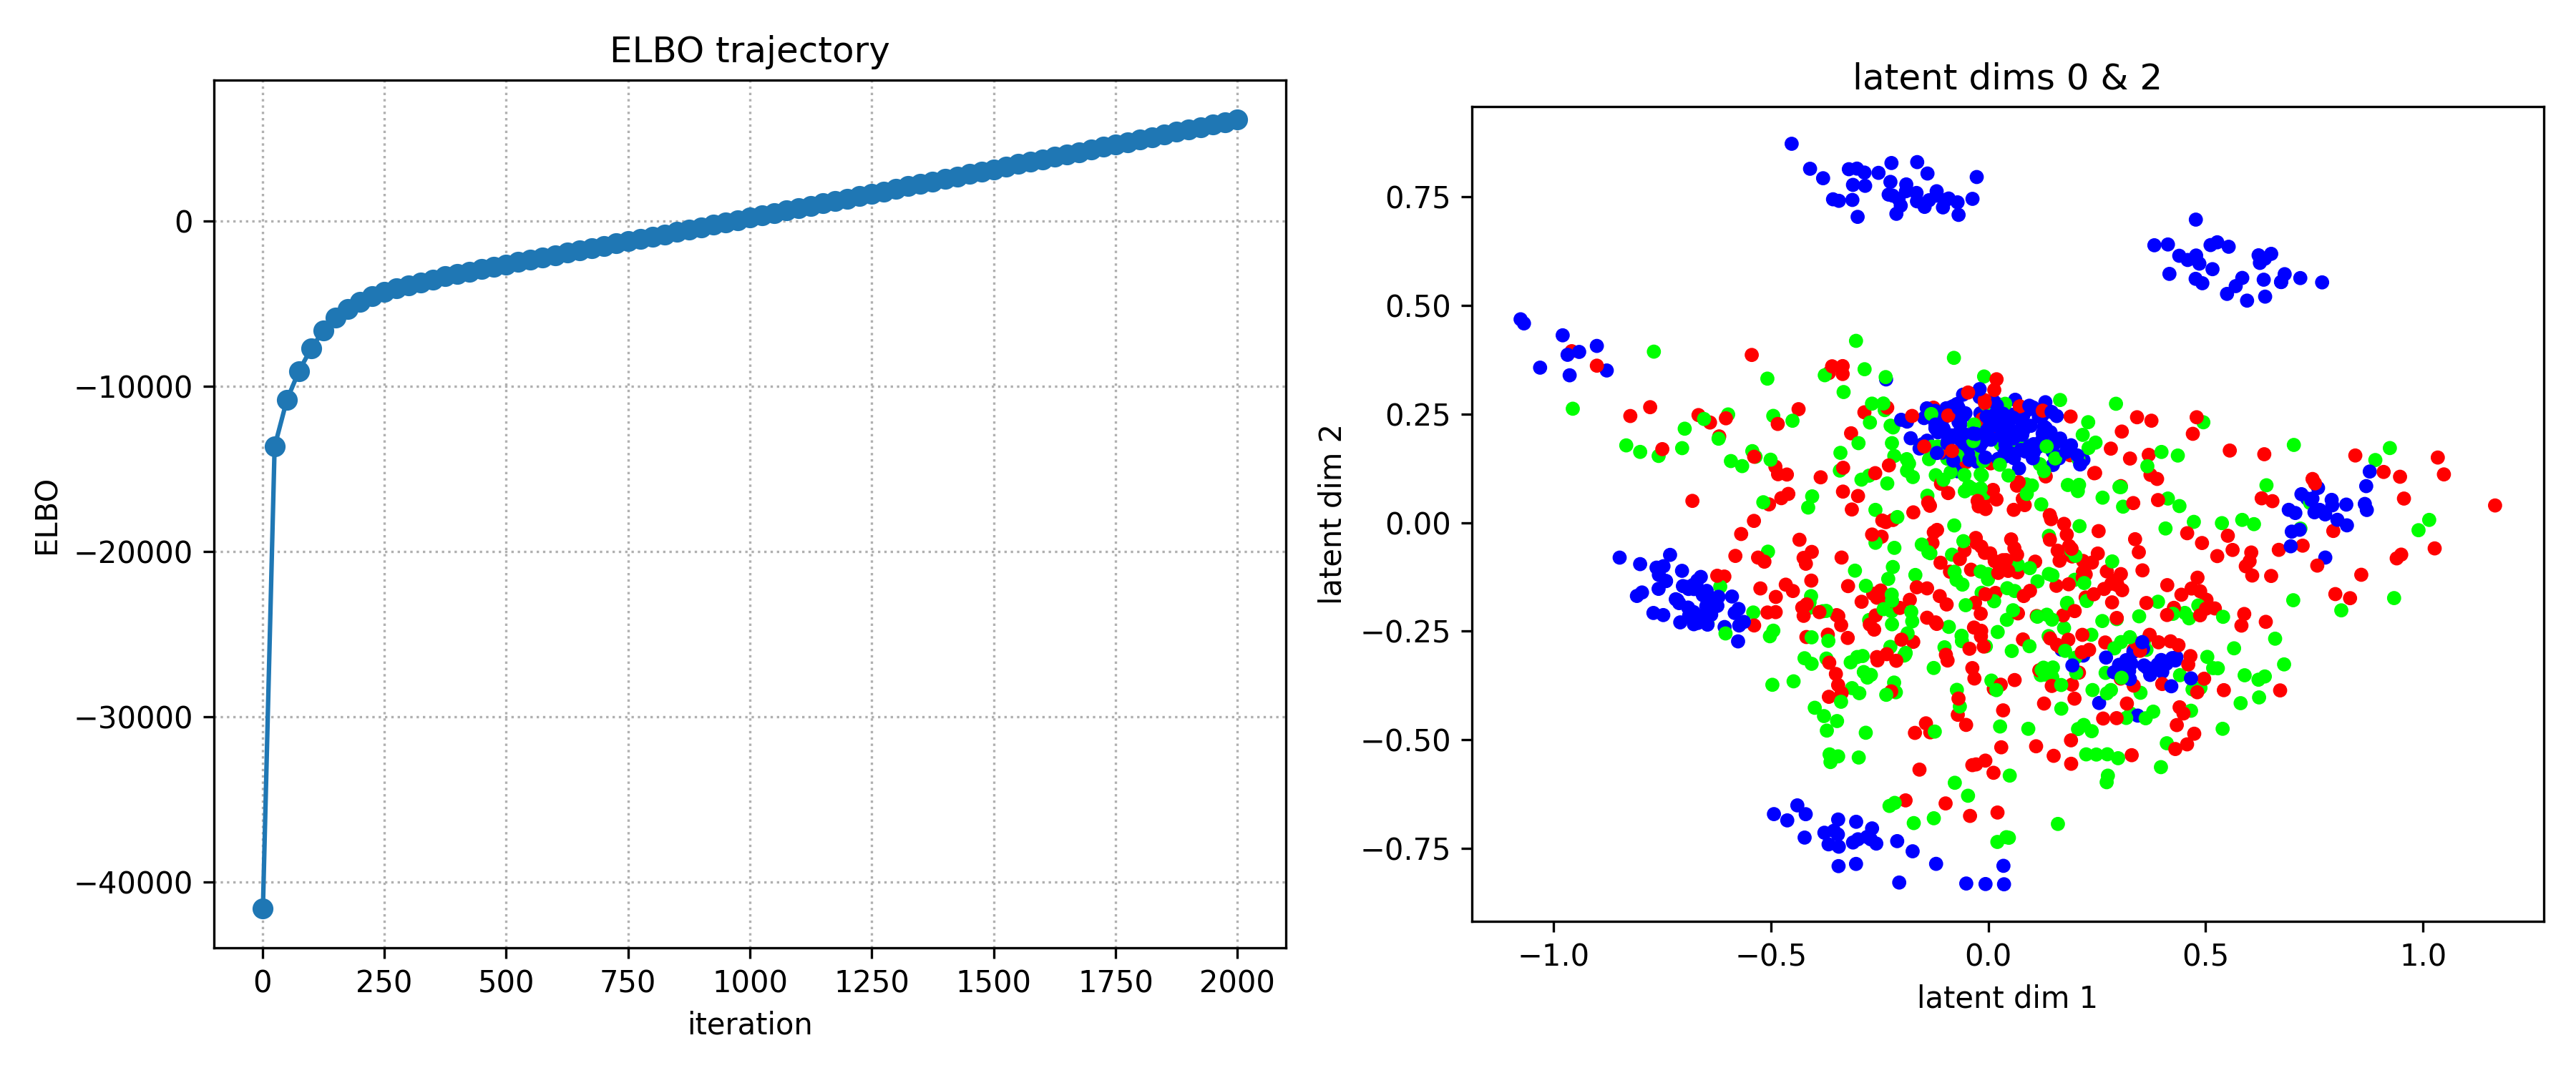 ELBO trajectory
ELBO
0
−10000
−20000
−30000
−40000
0 250 500 750 1000 1250 1500 1750 2000
iteration
latent dims 0 & 2
latent dim 2
0.75
0.50
0.25
0.00
−0.25
−0.50
−0.75
−1.0 −0.5 0.0 0.5 1.0
latent dim 1